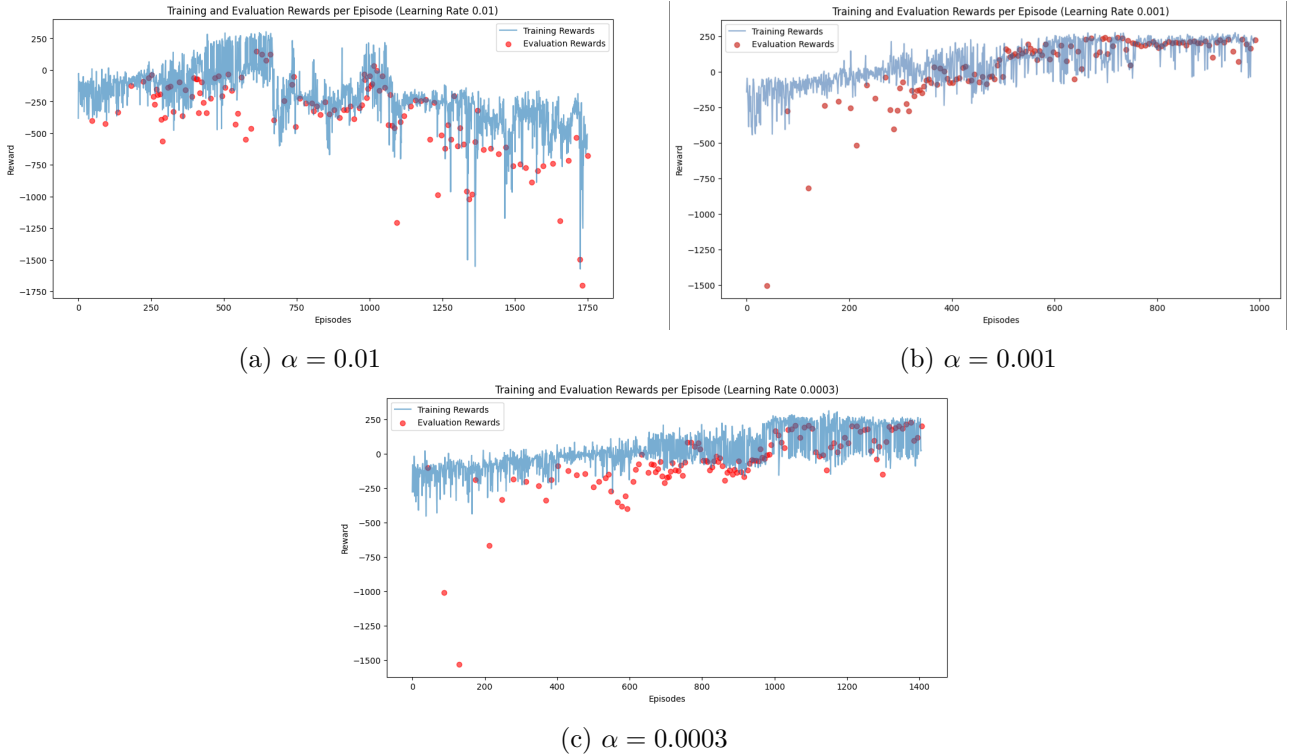 Training and Evaluation Rewards per Episode (Learning Rate 0.01)
Training Rewards
Evaluation Rewards
250
0
−250
−500
−750
−1000
−1250
−1500
−1750
Reward
0
250
500
750
1000
1250
1500
1750
Episodes
(a) α = 0.01
Training and Evaluation Rewards per Episode (Learning Rate 0.001)
Training Rewards
Evaluation Rewards
250
0
−250
−500
−750
−1000
−1250
−1500
Reward
0
200
400
600
800
1000
Episodes
(b) α = 0.001
Training and Evaluation Rewards per Episode (Learning Rate 0.0003)
Training Rewards
Evaluation Rewards
250
0
−250
−500
−750
−1000
−1250
−1500
Reward
0
200
400
600
800
1000
1200
1400
Episodes
(c) α = 0.0003